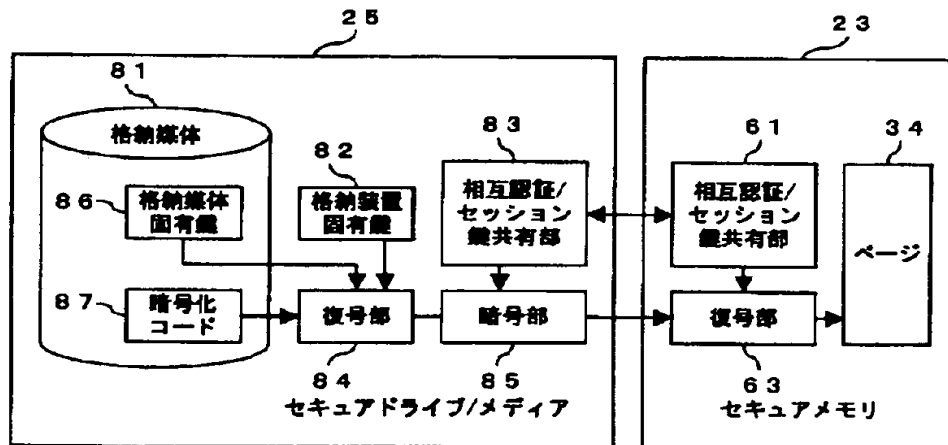 25
23
81
格納媒体
86
格納媒体
固有鍵
82
格納装置
固有鍵
83
相互認証/
セッション
鍵共有部
61
相互認証/
セッション
鍵共有部
34
ページ
87
暗号化
コード
復号部
84
暗号部
85
復号部
63
セキュアドライブ/メディア
セキュアメモリ